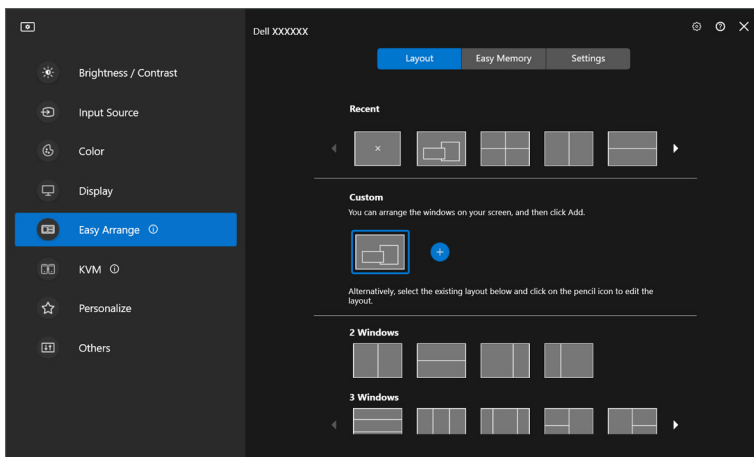 Dell XXXXXX
Brightness / Contrast
Input Source
Color
Display
Easy Arrange
KVM
Personalize
Others
Layout
Easy Memory
Settings
Recent
Custom
You can arrange the windows on your screen, and then click Add.
Alternatively, select the existing layout below and click on the pencil icon to edit the
layout.
2 Windows
3 Windows